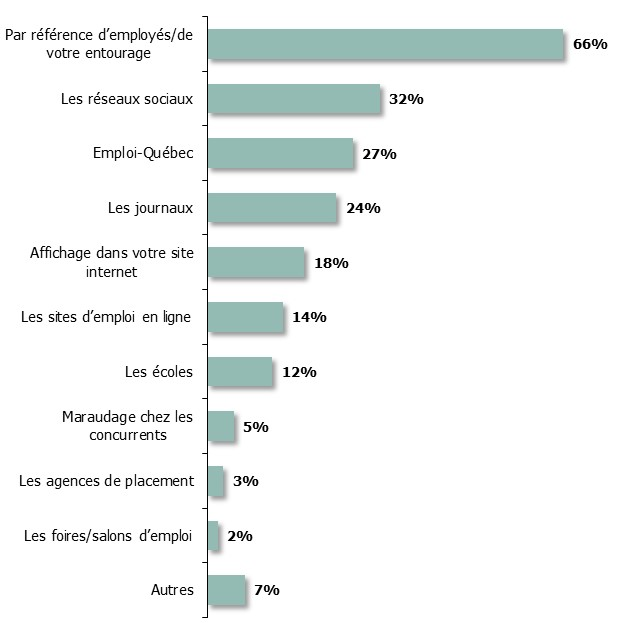 Par référence d'employés/de
votre entourage
66%
Les réseaux sociaux
32%
Emploi-Québec
27%
Les journaux
24%
Affichage dans votre site
internet
18%
Les sites d'emploi en ligne
14%
Les écoles
12%
Maraudage chez les
concurrents
5%
Les agences de placement
3%
Les foires/salons d'emploi
2%
Autres
7%